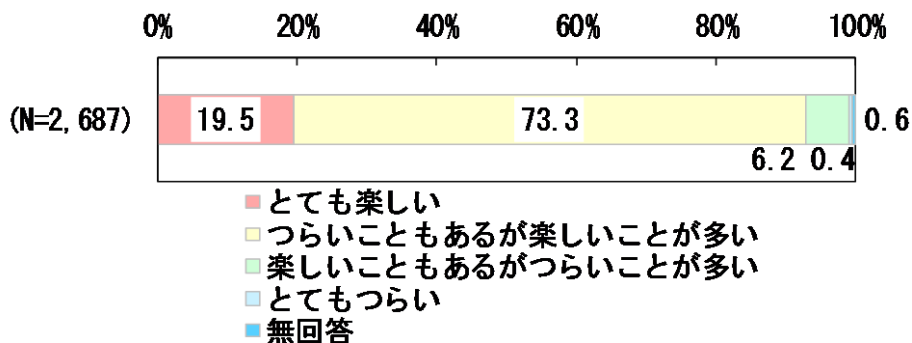 0% 20% 40% 60% 80% 100%
(N=2,687) 19.5 73.3 0.6
6.2 0.4
とても楽しい
つらいこともあるが楽しいことが多い
楽しいこともあるがつらいことが多い
とてもつらい
無回答